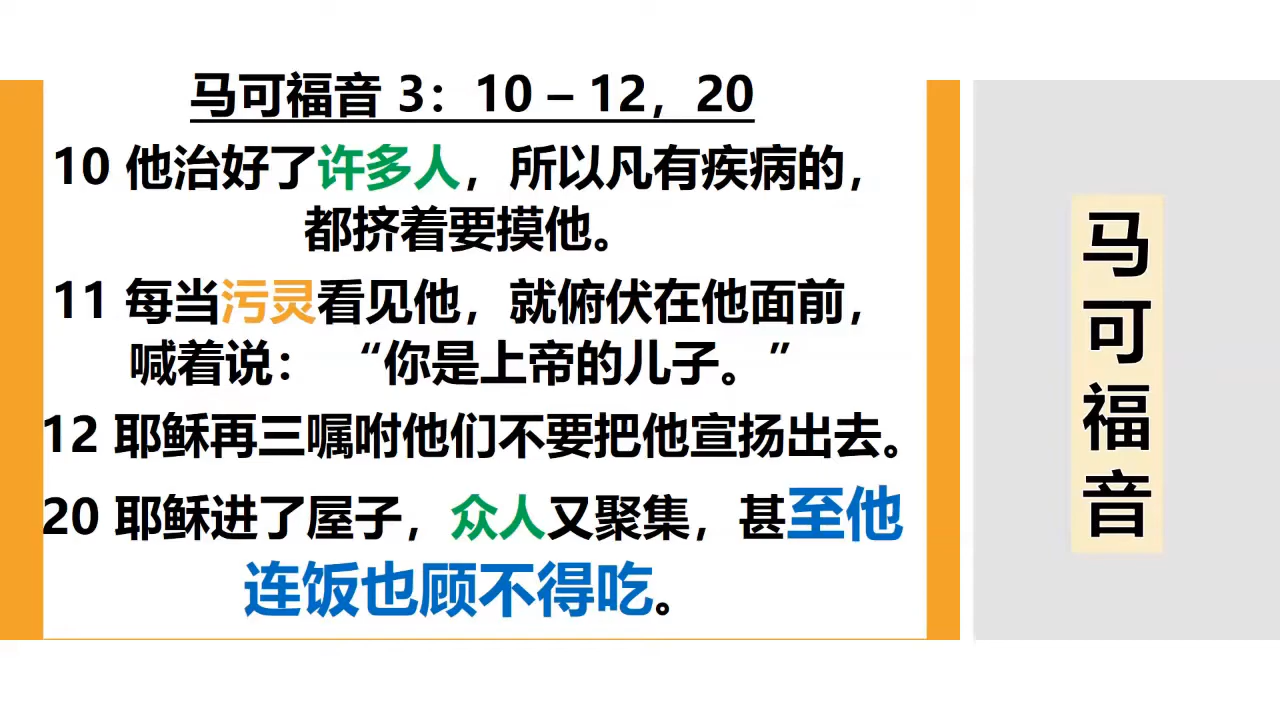 马可福音 3：10 – 12，20
10 他治好了许多人，所以凡有疾病的，
都挤着要摸他。
11 每当污灵看见他，就俯伏在他面前，
喊着说： “你是上帝的儿子。”
12 耶稣再三嘱咐他们不要把他宣扬出去。
20 耶稣进了屋子，众人又聚集，甚至他
连饭也顾不得吃。
马可福音